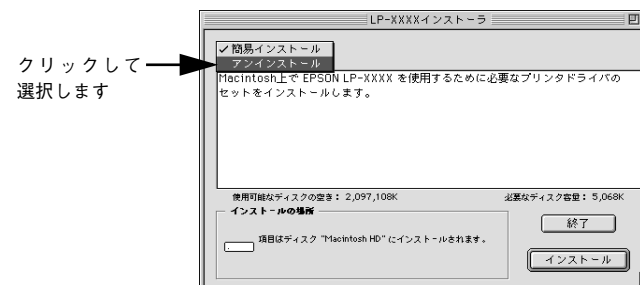 LP-XXXXインストーラ
✓簡易インストール
アンインストール
クリックして
選択します
Macintosh上で EPSON LP-XXXX を使用するために必要なプリンタドライバの
セットをインストールします。
使用可能なディスクの空き： 2,097,108K
必要なディスク容量： 5,068K
インストールの場所
項目はディスク “Macintosh HD” にインストールされます。
終了
インストール